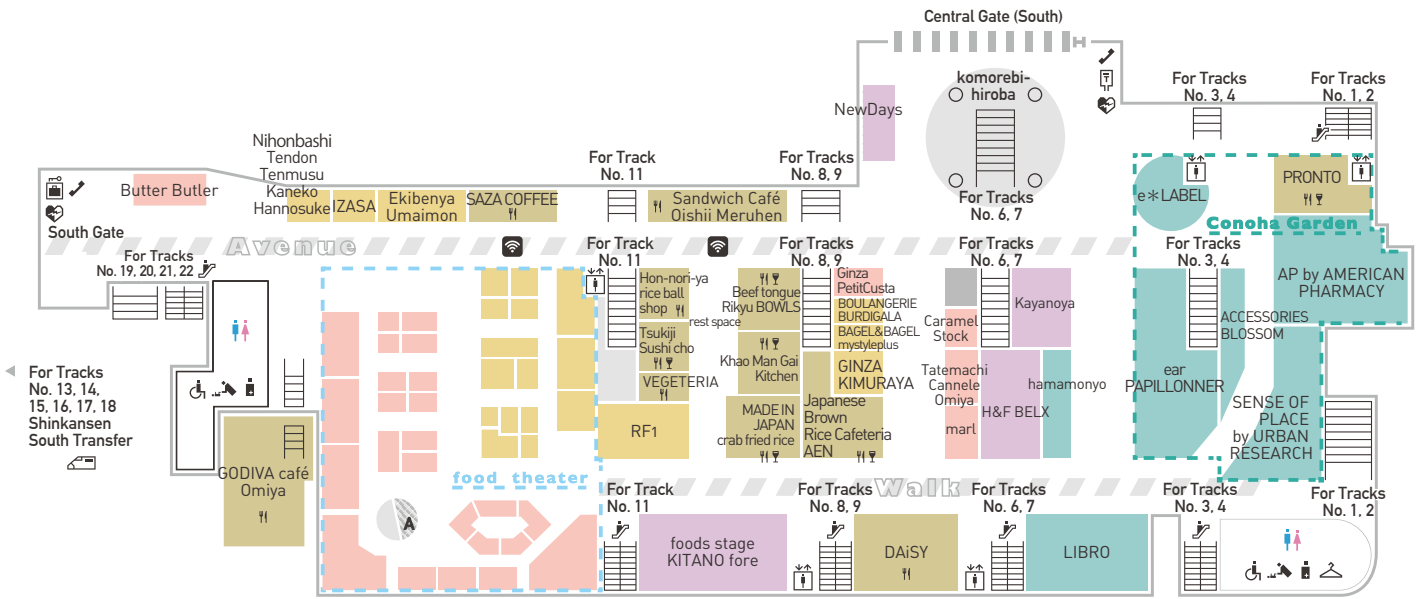 Central Gate (South)
komorebi-
hiroba
For Tracks
No. 6, 7
NewDays
For Tracks
No. 3, 4
For Tracks
No. 1, 2
Nihonbashi
Tendon
Tenmusu
Kaneko
Hannosuke
IZASA
Ekibenya
Umaimon
SAZA COFFEE
For Track
No. 11
Sandwich Café
Oishii Meruhen
For Tracks
No. 8, 9
Butter Butler
South Gate
e*LABEL
PRONTO
Conoha Garden
Avenue
For Tracks
No. 19, 20, 21, 22
For Track
No. 11
For Tracks
No. 8, 9
For Tracks
No. 6, 7
For Tracks
No. 3, 4
Hon-nori-ya
rice ball
shop
rest space
Tsukiji
Sushi cho
VEGETERIA
RF1
Beef tongue
Rikyu BOWLS
Khao Man Gai
Kitchen
MADE IN
JAPAN
crab fried rice
Ginza
PetitCusta
BOULANGERIE
BURDIGALA
BAGEL&BAGEL
mystyleplus
GINZA
KIMURAYA
Japanese
Brown
Rice Cafeteria
AEN
Caramel
Stock
Tatemachi
Cannele
Omiya
marl
Kayanoya
H&F BELX
hamamonyo
AP by AMERICAN
PHARMACY
ACCESSORIES
BLOSSOM
ear
PAPILLONNER
SENSE OF
PLACE
by URBAN
RESEARCH
For Tracks
No. 13, 14,
15, 16, 17, 18
Shinkansen
South Transfer
GODIVA café
Omiya
food theater
A
Walk
For Track
No. 11
For Tracks
No. 8, 9
For Tracks
No. 6, 7
For Tracks
No. 3, 4
For Tracks
No. 1, 2
foods stage
KITANO fore
DAiSY
LIBRO